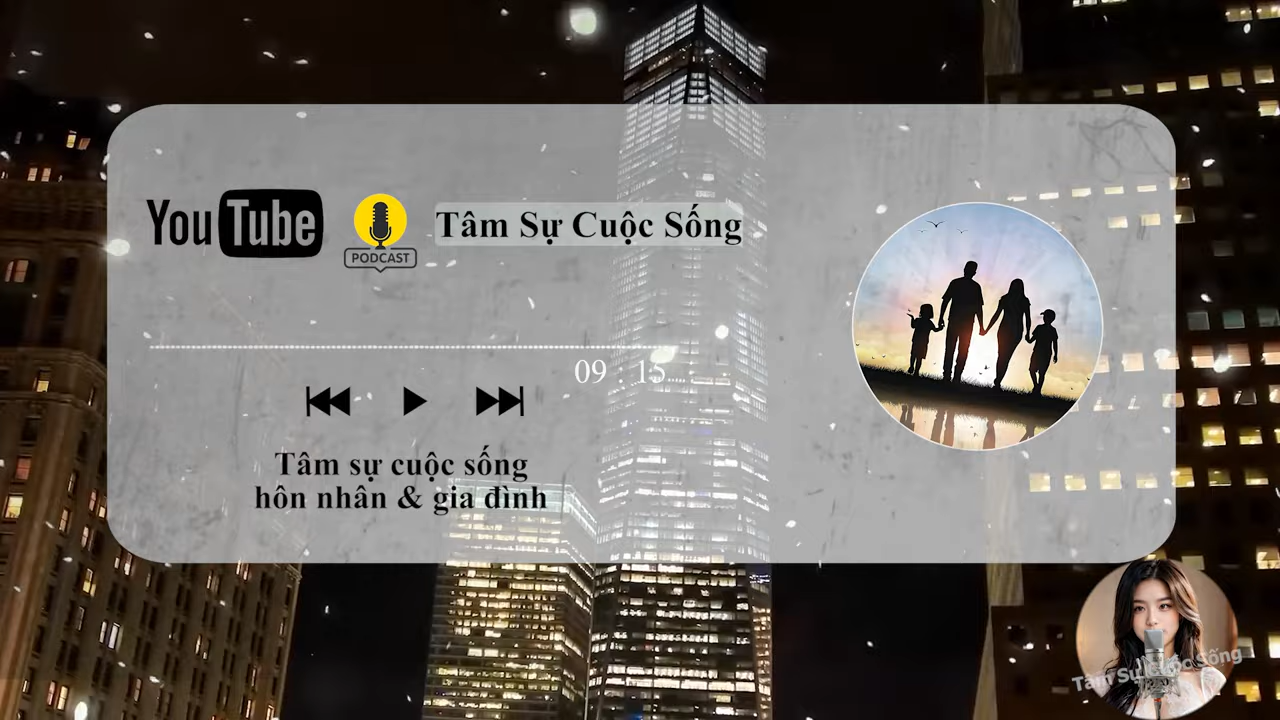 YouTube
PODCAST
Tâm Sự Cuộc Sống
09 : 15
Tâm sự cuộc sống
hôn nhân & gia đình
Tâm Sự Cuộc Sống